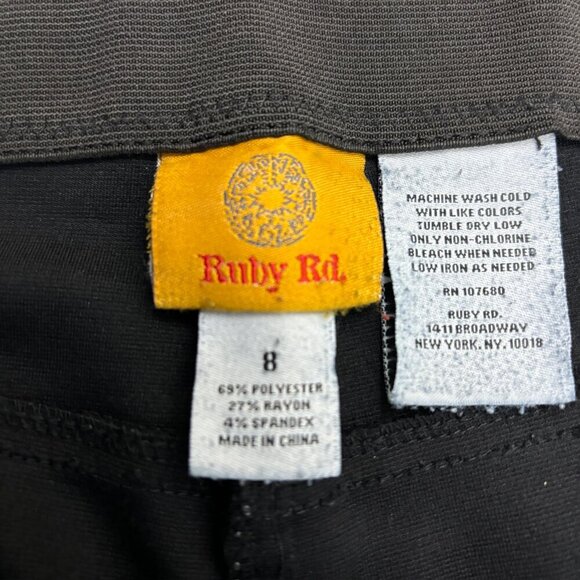 Ruby Rd.
8
69% POLYESTER
27% RAYON
4% SPANDEX
MADE IN CHINA
MACHINE WASH COLD
WITH LIKE COLORS
TUMBLE DRY LOW
ONLY NON-CHLORINE
BLEACH WHEN NEEDED
LOW IRON AS NEEDED
RN 107680
RUBY RD.
1411 BROADWAY
NEW YORK. NY. 10018